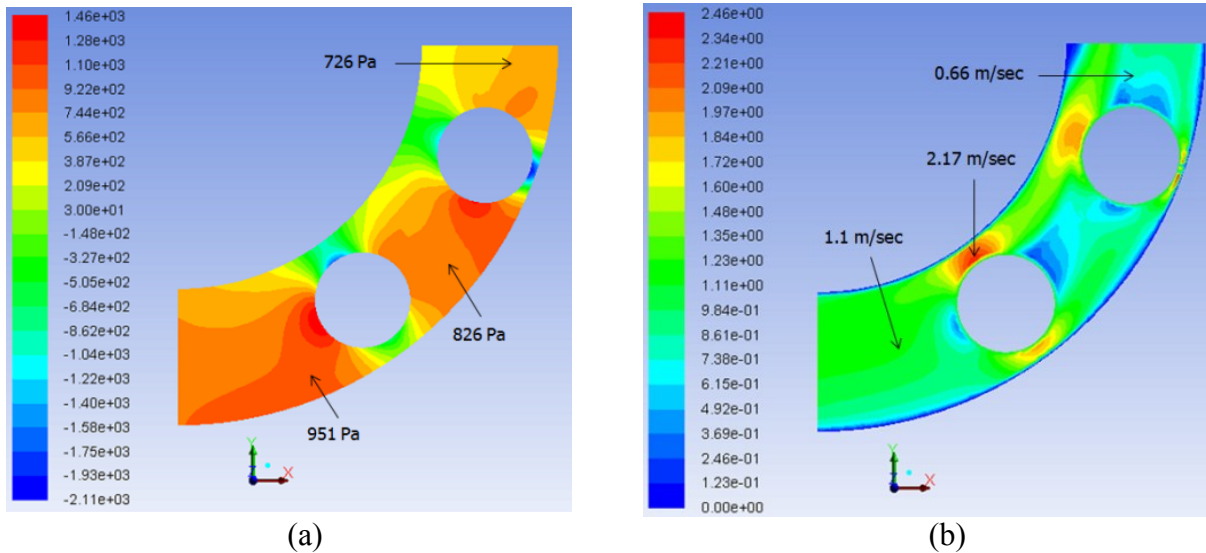 1.46e+03
1.28e+03
1.10e+03
9.22e+02
7.44e+02
5.66e+02
3.87e+02
2.09e+02
3.00e+01
-1.48e+02
-3.27e+02
-5.05e+02
-6.84e+02
-8.62e+02
-1.04e+03
-1.22e+03
-1.40e+03
-1.58e+03
-1.75e+03
-1.93e+03
-2.11e+03
726 Pa
826 Pa
951 Pa
Y
Z
X
(a)
2.46e+00
2.34e+00
2.21e+00
2.09e+00
1.97e+00
1.84e+00
1.72e+00
1.60e+00
1.48e+00
1.35e+00
1.23e+00
1.11e+00
9.84e-01
8.61e-01
7.38e-01
6.15e-01
4.92e-01
3.69e-01
2.46e-01
1.23e-01
0.00e+00
0.66 m/sec
2.17 m/sec
1.1 m/sec
Y
Z
X
(b)